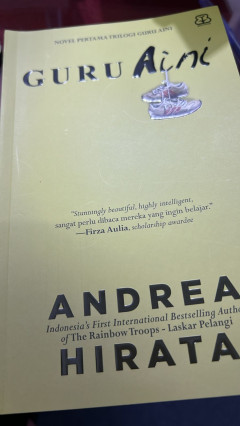 NOVEL PERTAMA TRILOGI GURU AINI
GURU Aini
"Stunningly beautiful, highly intelligent,
sangat perlu dibaca mereka yang ingin belajar."
—Firza Aulia, scholarship awardee
ANDREA
Indonesia's First International Bestselling Autho
of The Rainbow Troops - Laskar Pelangi
HIRATA